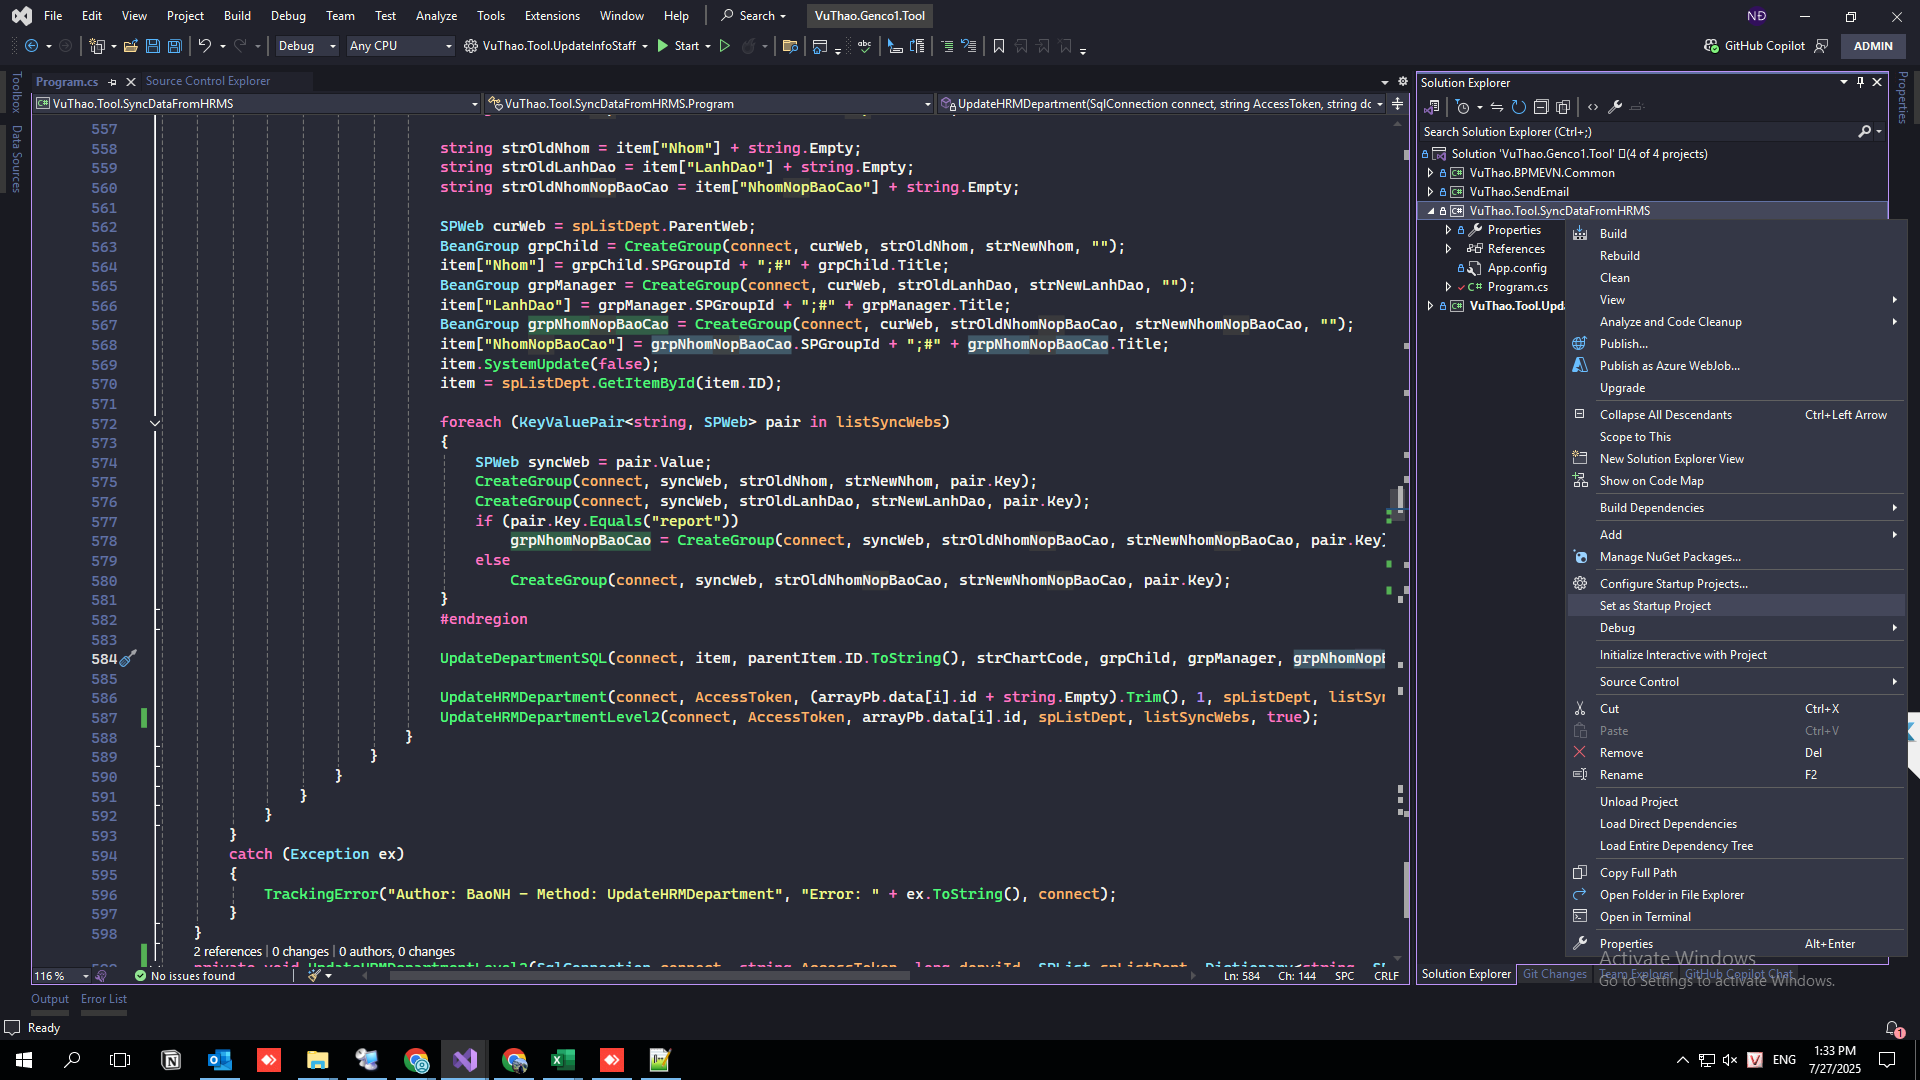 File Edit View Project Build Debug Team Test Analyze Tools Extensions Window Help Search VuThao.Genco1.Tool NĐ
Debug Any CPU VuThao.Tool.UpdateInfoStaff Start GitHub Copilot ADMIN
Toolbox
Data Sources
Program.cs Source Control Explorer
VuThao.Tool.SyncDataFromHRMS VuThao.Tool.SyncDataFromHRMS.Program UpdateHRMDepartment(SqlConnection connect, string AccessToken, string dc
557
558 string strOldNhom = item["Nhom"] + string.Empty;
559 string strOldLanhDao = item["LanhDao"] + string.Empty;
560 string strOldNhomNopBaoCao = item["NhomNopBaoCao"] + string.Empty;
561
562 SPWeb curWeb = spListDept.ParentWeb;
563 BeanGroup grpChild = CreateGroup(connect, curWeb, strOldNhom, strNewNhom, "");
564 item["Nhom"] = grpChild.SPGroupId + ";#" + grpChild.Title;
565 BeanGroup grpManager = CreateGroup(connect, curWeb, strOldLanhDao, strNewLanhDao, "");
566 item["LanhDao"] = grpManager.SPGroupId + ";#" + grpManager.Title;
567 BeanGroup grpNhomNopBaoCao = CreateGroup(connect, curWeb, strOldNhomNopBaoCao, strNewNhomNopBaoCao, "");
568 item["NhomNopBaoCao"] = grpNhomNopBaoCao.SPGroupId + ";#" + grpNhomNopBaoCao.Title;
569 item.SystemUpdate(false);
570 item = spListDept.GetItemById(item.ID);
571
572 foreach (KeyValuePair<string, SPWeb> pair in listSyncWebs)
573 {
574 SPWeb syncWeb = pair.Value;
575 CreateGroup(connect, syncWeb, strOldNhom, strNewNhom, pair.Key);
576 CreateGroup(connect, syncWeb, strOldLanhDao, strNewLanhDao, pair.Key);
577 if (pair.Key.Equals("report"))
578 grpNhomNopBaoCao = CreateGroup(connect, syncWeb, strOldNhomNopBaoCao, strNewNhomNopBaoCao, pair.Key)
579 else
580 CreateGroup(connect, syncWeb, strOldNhomNopBaoCao, strNewNhomNopBaoCao, pair.Key);
581 }
582 #endregion
583
584 UpdateDepartmentSQL(connect, item, parentItem.ID.ToString(), strChartCode, grpChild, grpManager, grpNhomNopB
585
586 UpdateHRMDepartment(connect, AccessToken, (arrayPb.data[i].id + string.Empty).Trim(), 1, spListDept, listSyn
587 UpdateHRMDepartmentLevel2(connect, AccessToken, arrayPb.data[i].id, spListDept, listSyncWebs, true);
588 }
589 }
590 }
591 }
592 }
593 }
594 catch (Exception ex)
595 {
596 TrackingError("Author: BaoNH - Method: UpdateHRMDepartment", "Error: " + ex.ToString(), connect);
597 }
598 }
2 references | 0 changes | 0 authors, 0 changes
116 % No issues found Ln: 584 Ch: 144 SPC CRLF
Output Error List
Ready
Solution Explorer
Search Solution Explorer (Ctrl+;)
Solution 'VuThao.Genco1.Tool' (4 of 4 projects)
VuThao.BPMEVN.Common
VuThao.SendEmail
VuThao.Tool.SyncDataFromHRMS
Properties
References
App.config
Program.cs
VuThao.Tool.Upda
Build
Rebuild
Clean
View
Analyze and Code Cleanup
Publish...
Publish as Azure WebJob...
Upgrade
Collapse All Descendants Ctrl+Left Arrow
Scope to This
New Solution Explorer View
Show on Code Map
Build Dependencies
Add
Manage NuGet Packages...
Configure Startup Projects...
Set as Startup Project
Debug
Initialize Interactive with Project
Source Control
Cut Ctrl+X
Paste Ctrl+V
Remove Del
Rename F2
Unload Project
Load Direct Dependencies
Load Entire Dependency Tree
Copy Full Path
Open Folder in File Explorer
Open in Terminal
Properties Alt+Enter
Activate Windows
Go to Settings to activate Windows.
Solution Explorer Git Changes Team Explorer GitHub Copilot Chat
Properties
1
ENG
1:33 PM
7/27/2025